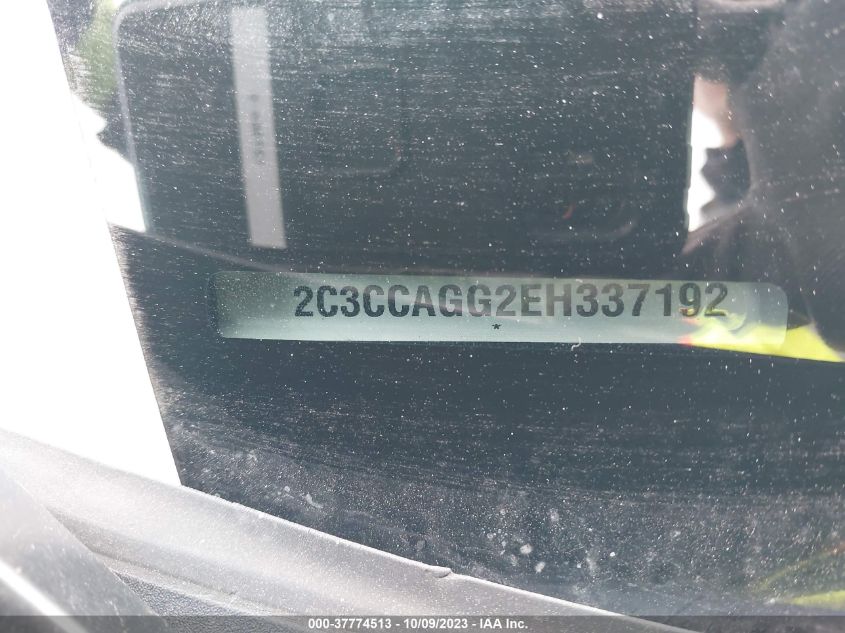 2C3CCAGG2EH337192
*
000-37774513 - 10/09/2023 - IAA Inc.